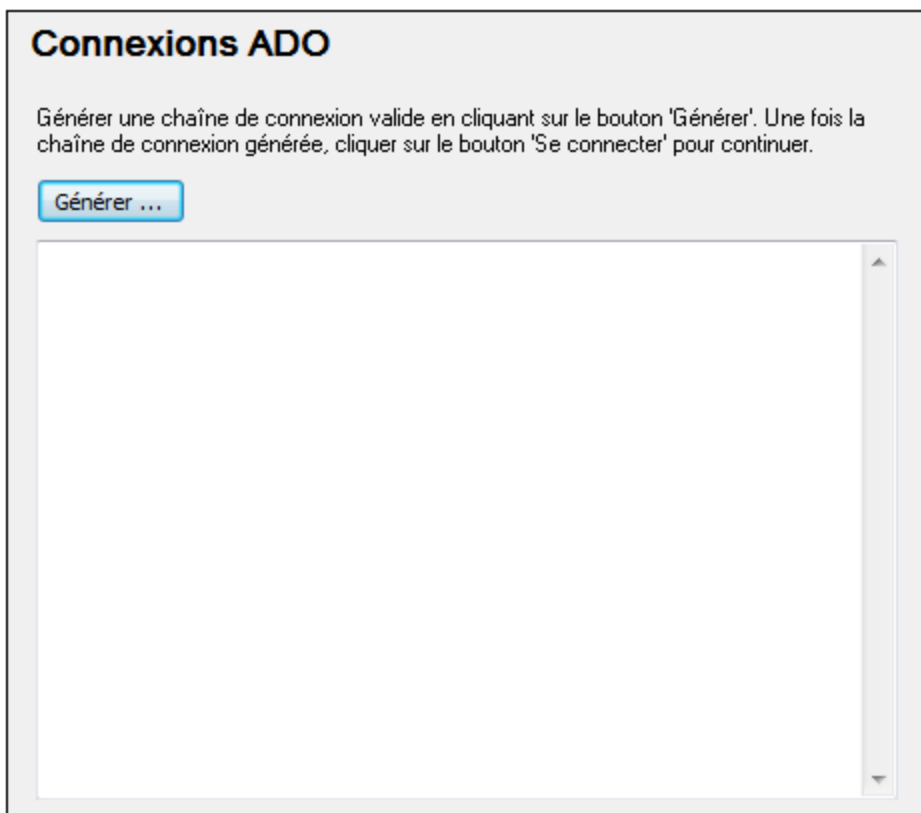 Connexions ADO
Générer une chaîne de connexion valide en cliquant sur le bouton 'Générer'. Une fois la
chaîne de connexion générée, cliquer sur le bouton 'Se connecter' pour continuer.
Générer ...